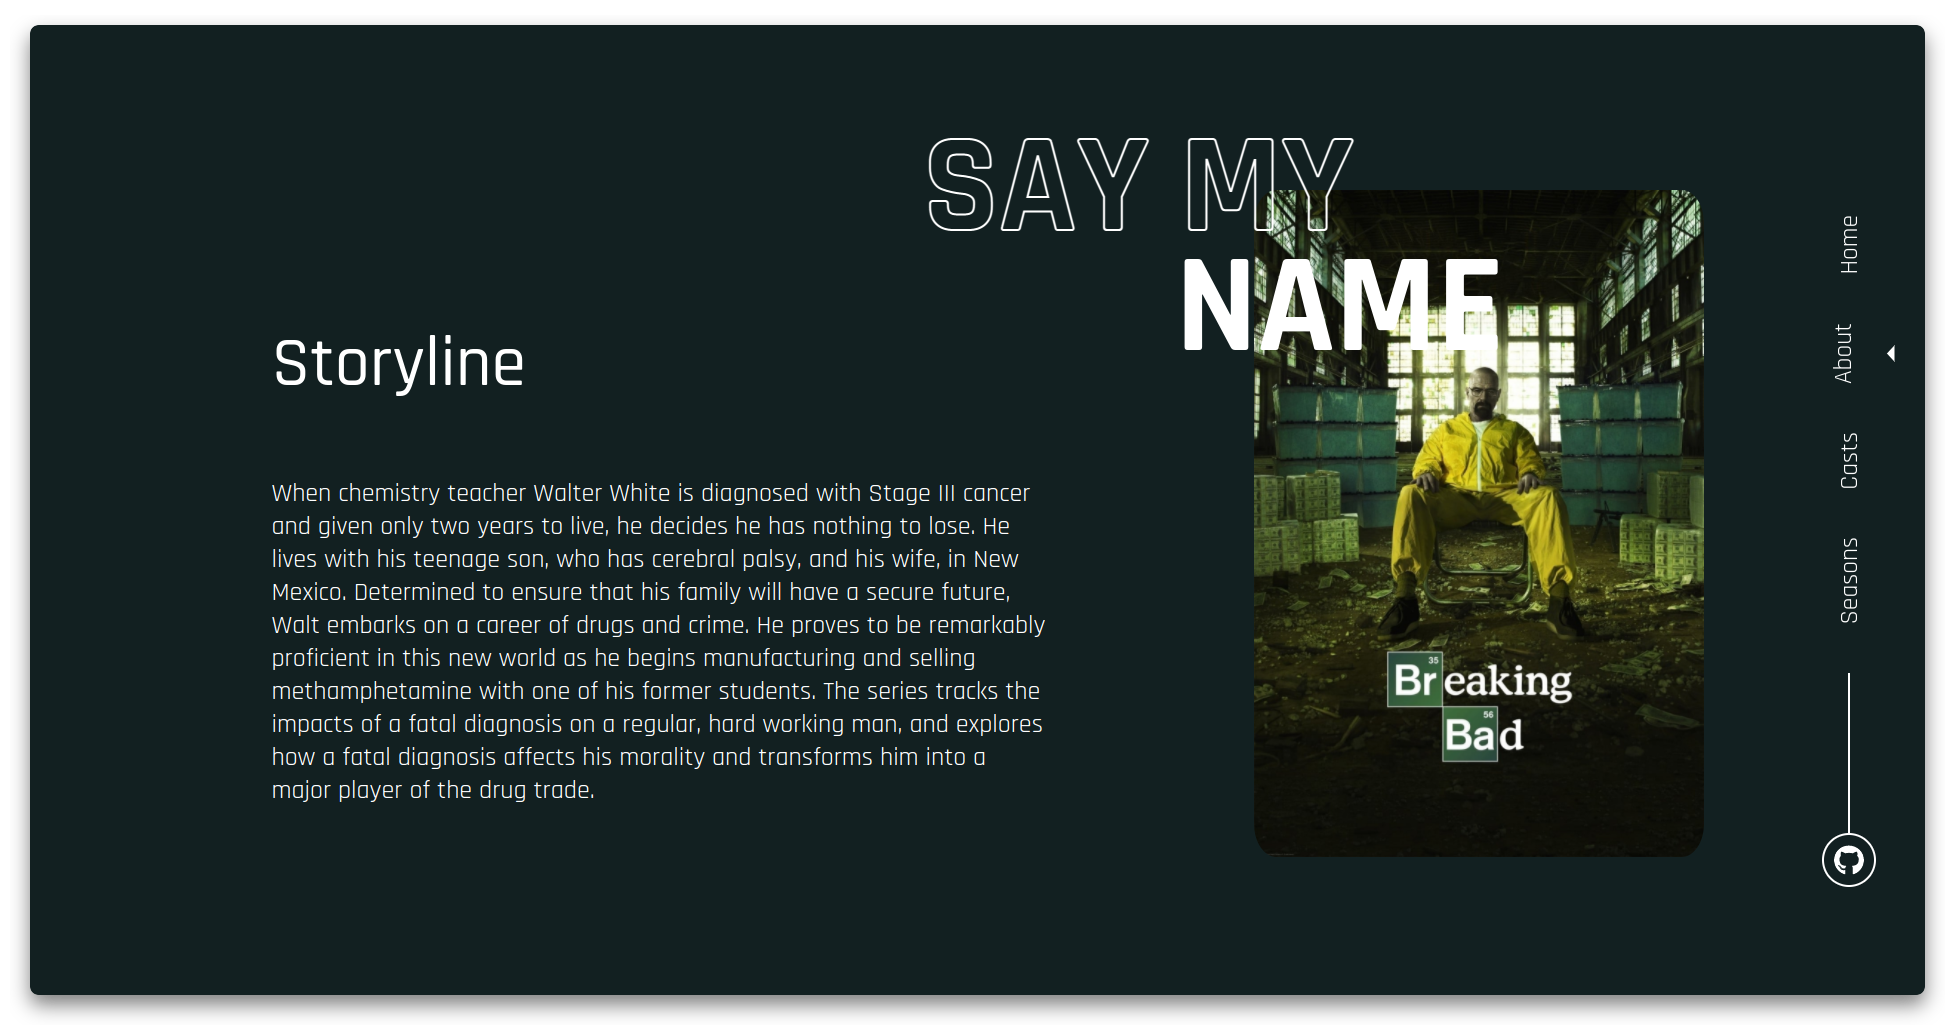 SAY MY
NAME
Storyline
When chemistry teacher Walter White is diagnosed with Stage III cancer
and given only two years to live, he decides he has nothing to lose. He
lives with his teenage son, who has cerebral palsy, and his wife, in New
Mexico. Determined to ensure that his family will have a secure future,
Walt embarks on a career of drugs and crime. He proves to be remarkably
proficient in this new world as he begins manufacturing and selling
methamphetamine with one of his former students. The series tracks the
impacts of a fatal diagnosis on a regular, hard working man, and explores
how a fatal diagnosis affects his morality and transforms him into a
major player of the drug trade.
35
Breaking
56
Bad
Home
About
Casts
Seasons